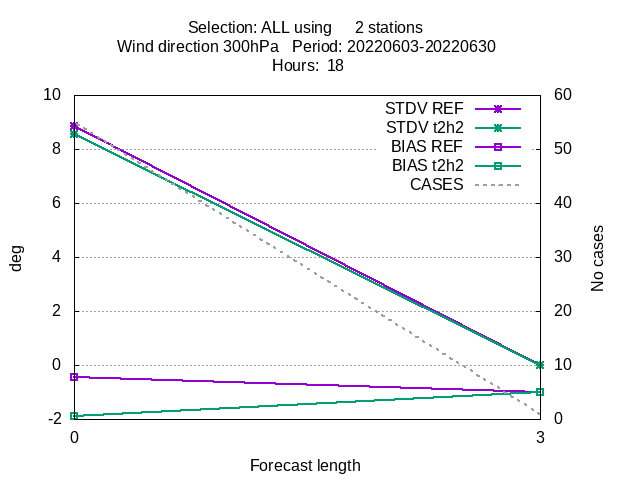 Selection: ALL using     2 stations
Wind direction 300hPa   Period: 20220603-20220630
Hours:  18
STDV REF
STDV t2h2
BIAS REF
BIAS t2h2
CASES
10
8
6
4
2
0
-2
60
50
40
30
20
10
0
deg
No cases
0
3
Forecast length